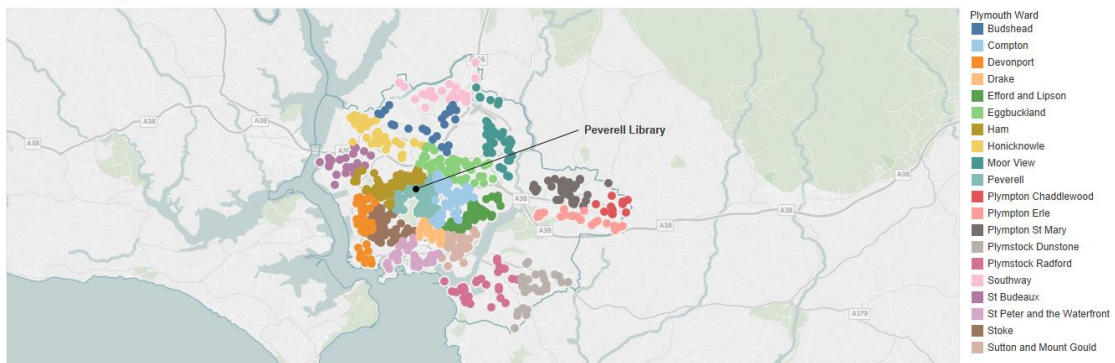 Plymouth Ward
Budshead
Compton
Devonport
Drake
Efford and Lipson
Eggbuckland
Ham
Honicknowle
Moor View
Peverell
Plympton Chaddlewood
Plympton Erle
Plympton St Mary
Plymstock Dunstone
Plymstock Radford
Southway
St Budeaux
St Peter and the Waterfront
Stoke
Sutton and Mount Gould
Peverell Library
A38
A38
A38
A38
A38
A38
A38
A379